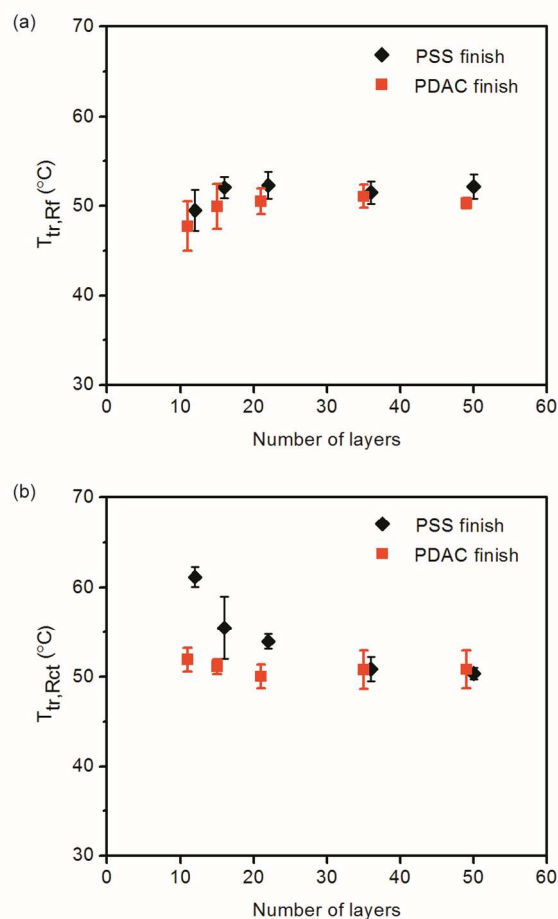 (a)
70
60
50
40
30
T_tr,Rf (°C)
PSS finish
PDAC finish
0 10 20 30 40 50 60
Number of layers
(b)
70
60
50
40
30
T_tr,Rct (°C)
PSS finish
PDAC finish
0 10 20 30 40 50 60
Number of layers